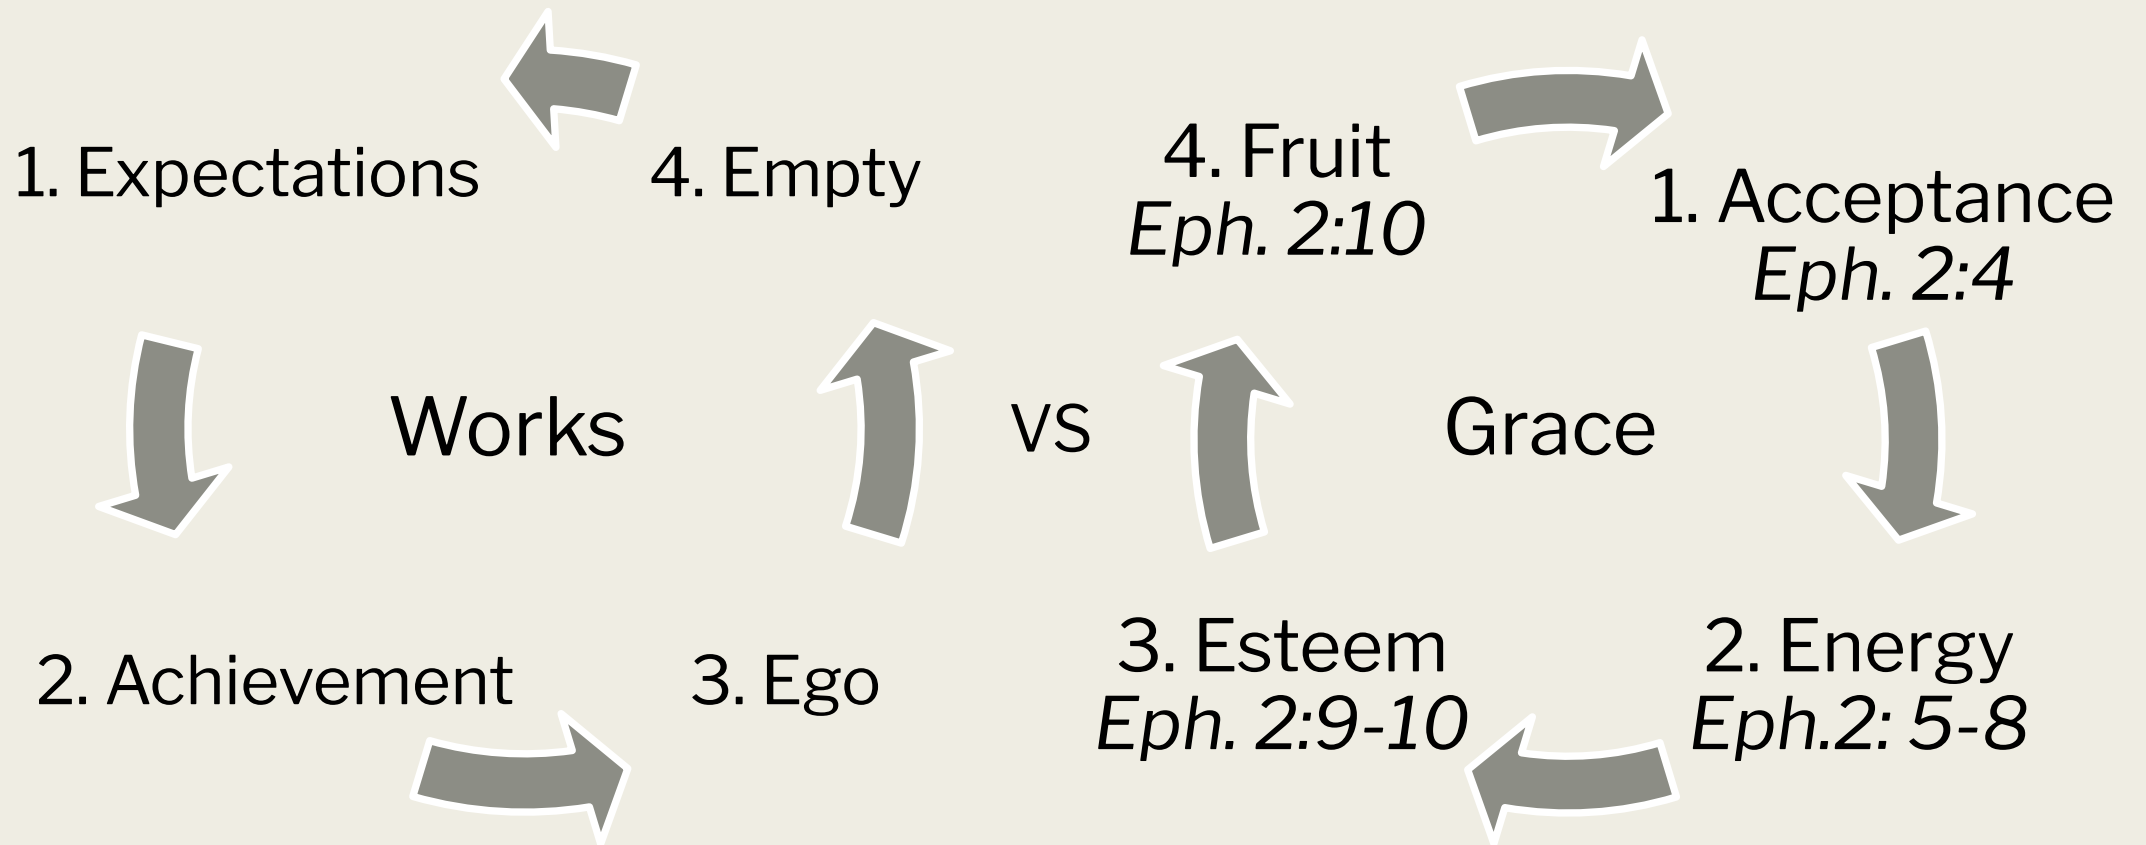 1. Expectations
4. Empty
Works
2. Achievement
3. Ego
VS
4. Fruit
Eph. 2:10
1. Acceptance
Eph. 2:4
Grace
3. Esteem
Eph. 2:9-10
2. Energy
Eph.2: 5-8